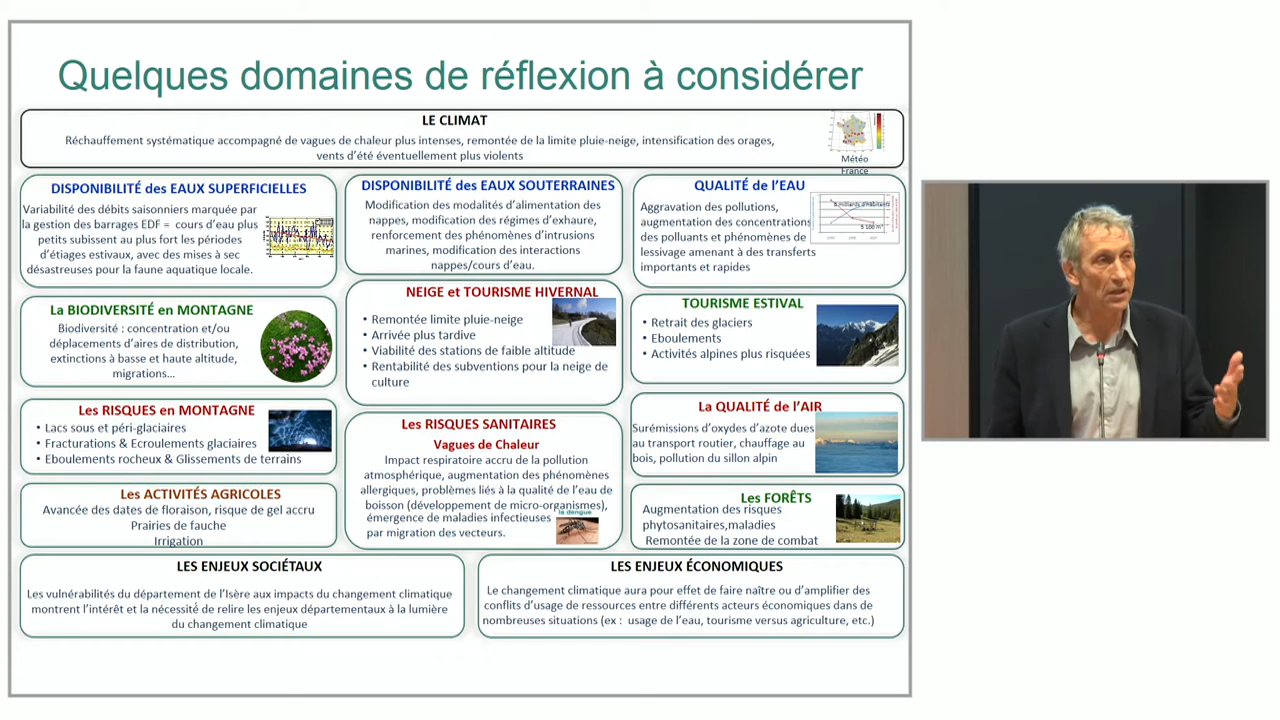 Quelques domaines de réflexion à considérer
LE CLIMAT
Réchauffement systématique accompagné de vagues de chaleur plus intenses, remontée de la limite pluie-neige, intensification des orages,
vents d'été éventuellement plus violents
Météo
France
DISPONIBILITÉ des EAUX SUPERFICIELLES
Variabilité des débits saisonniers marquée par
la gestion des barrages EDF = cours d'eau plus
petits subissent au plus fort les périodes
d'étiages estivaux, avec des mises à sec
désastreuses pour la faune aquatique locale.
DISPONIBILITÉ des EAUX SOUTERRAINES
Modification des modalités d'alimentation des
nappes, modification des régimes d'exhaure,
renforcement des phénomènes d'intrusions
marines, modification des interactions
nappes/cours d'eau.
QUALITÉ de l'EAU
Aggravation des pollutions,
augmentation des concentrations
des polluants et phénomènes de
lessivage amenant à des transferts
importants et rapides
8 milliards d'habitants
5 100 m³
La BIODIVERSITÉ en MONTAGNE
Biodiversité : concentration et/ou
déplacements d'aires de distribution,
extinctions à basse et haute altitude,
migrations...
NEIGE et TOURISME HIVERNAL
• Remontée limite pluie-neige
• Arrivée plus tardive
• Viabilité des stations de faible altitude
• Rentabilité des subventions pour la neige de
culture
TOURISME ESTIVAL
• Retrait des glaciers
• Eboulements
• Activités alpines plus risquées
Les RISQUES en MONTAGNE
• Lacs sous et péri-glaciaires
• Fracturations & Ecroulements glaciaires
• Eboulements rocheux & Glissements de terrains
Les RISQUES SANITAIRES
Vagues de Chaleur
Impact respiratoire accru de la pollution
atmosphérique, augmentation des phénomènes
allergiques, problèmes liés à la qualité de l'eau de
boisson (développement de micro-organismes),
émergence de maladies infectieuses
par migration des vecteurs.
la dengue
La QUALITÉ de l'AIR
Surémissions d'oxydes d'azote dues
au transport routier, chauffage au
bois, pollution du sillon alpin
Les ACTIVITÉS AGRICOLES
Avancée des dates de floraison, risque de gel accru
Prairies de fauche
Irrigation
Les FORÊTS
Augmentation des risques
phytosanitaires,maladies
Remontée de la zone de combat
LES ENJEUX SOCIÉTAUX
Les vulnérabilités du département de l'Isère aux impacts du changement climatique
montrent l'intérêt et la nécessité de relire les enjeux départementaux à la lumière
du changement climatique
LES ENJEUX ÉCONOMIQUES
Le changement climatique aura pour effet de faire naître ou d'amplifier des
conflits d'usage de ressources entre différents acteurs économiques dans de
nombreuses situations (ex : usage de l'eau, tourisme versus agriculture, etc.)